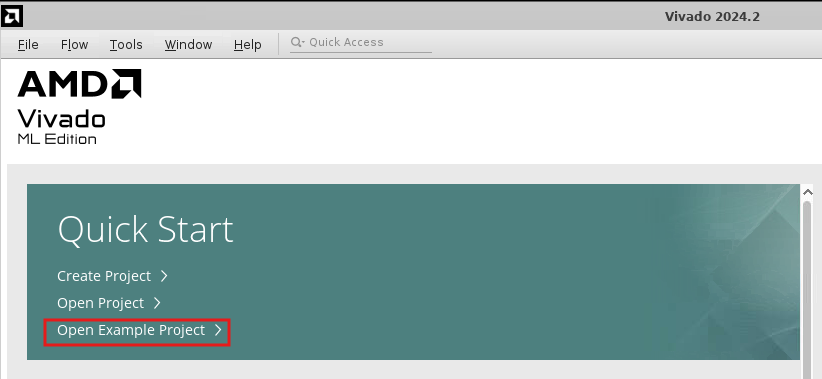 Vivado 2024.2
File Flow Tools Window Help Quick Access
AMD
Vivado
ML Edition
Quick Start
Create Project
Open Project
Open Example Project